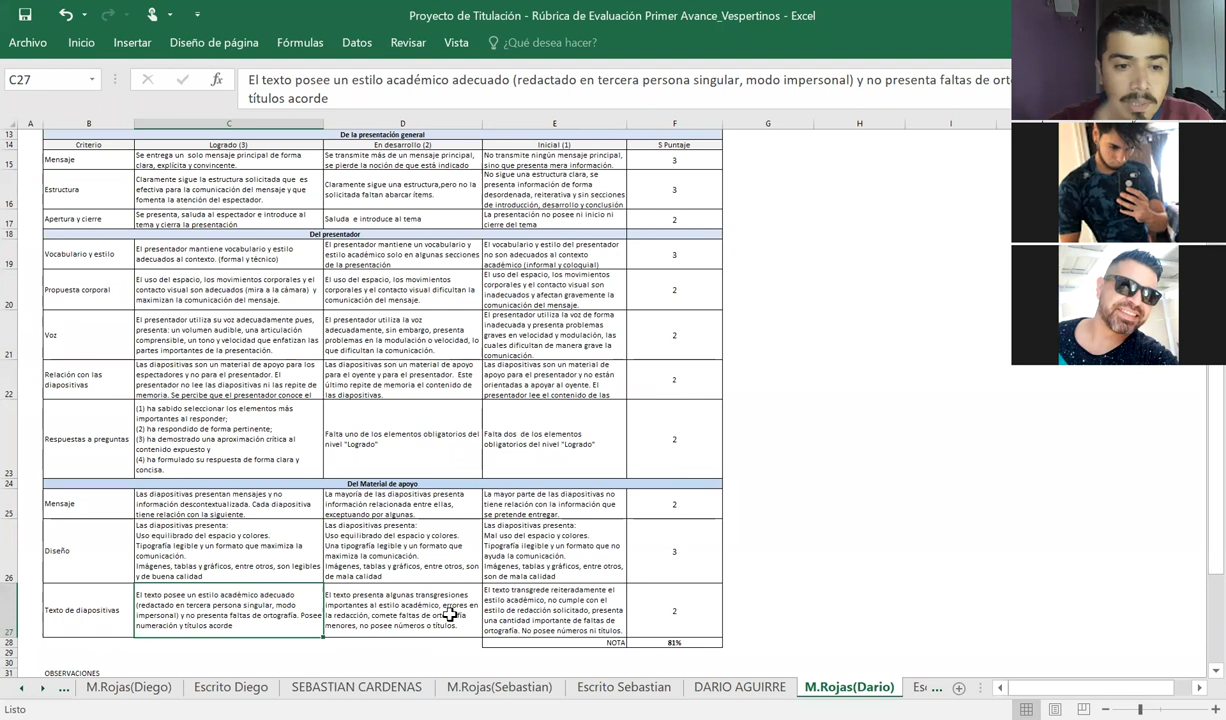 Proyecto de Titulación - Rúbrica de Evaluación Primer Avance_Vespertinos - Excel
Archivo Inicio Insertar Diseño de página Fórmulas Datos Revisar Vista ¿Qué desea hacer?
C27 fx El texto posee un estilo académico adecuado (redactado en tercera persona singular, modo impersonal) y no presenta faltas de
títulos acorde
A B C D E F G H I
13 De la presentación general
14 Criterio Logrado (3) En desarrollo (2) Inicial (1) S Puntaje
15 Mensaje
Se entrega un solo mensaje principal de forma
clara, explícita y convincente.
Se transmite más de un mensaje principal,
se pierde la noción de que está indicado
No transmite ningún mensaje principal,
sino que presenta mera información.
3
16 Estructura
Claramente sigue la estructura solicitada que es
efectiva para la comunicación del mensaje y que
fomenta la atención del espectador.
Claramente sigue una estructura,pero no la
solicitada faltan abarcar ítems.
No sigue una estructura clara, se
presenta información de forma
desordenada, reiterativa y sin secciones
de introducción, desarrollo y conclusión
3
17 Apertura y cierre
Se presenta, saluda al espectador e introduce al
tema y cierra la presentación
Saluda e introduce al tema
La presentación no posee ni inicio ni
cierre del tema
2
18 Del presentador
19 Vocabulario y estilo
El presentador mantiene vocabulario y estilo
adecuados al contexto. (formal y técnico)
El presentador mantiene un vocabulario y
estilo académico solo en algunas secciones
de la presentación
El vocabulario y estilo del presentador
no son adecuados al contexto
académico (informal y coloquial)
3
20 Propuesta corporal
El uso del espacio, los movimientos corporales y el
contacto visual son adecuados (mira a la cámara) y
maximizan la comunicación del mensaje.
El uso del espacio, los movimientos
corporales y el contacto visual dificultan la
comunicación del mensaje.
El uso del espacio, los movimientos
corporales y el contacto visual son
inadecuados y afectan gravemente la
comunicación del mensaje.
2
21 Voz
El presentador utiliza su voz adecuadamente pues,
presenta: un volumen audible, una articulación
comprensible, un tono y velocidad que enfatizan las
partes importantes de la presentación.
El presentador utiliza la voz
adecuadamente, sin embargo, presenta
problemas en la modulación o velocidad, lo
que dificultan la comunicación.
El presentador utiliza la voz de forma
inadecuada y presenta problemas
graves en velocidad y modulación, las
cuales dificultan de manera grave la
comunicación.
2
22 Relación con las
diapositivas
Las diapositivas son un material de apoyo para los
espectadores y no para el presentador. El
presentador no lee las diapositivas ni las repite de
memoria. Se percibe que el presentador conoce el
Las diapositivas son un material de apoyo
para el oyente y para el presentador. Este
último repite de memoria el contenido de
las diapositivas.
Las diapositivas son un material de
apoyo para el presentador y no están
orientadas a apoyar al oyente. El
presentador lee el contenido de las
2
23 Respuestas a preguntas
(1) ha sabido seleccionar los elementos más
importantes al responder;
(2) ha respondido de forma pertinente;
(3) ha demostrado una aproximación crítica al
contenido expuesto y
(4) ha formulado su respuesta de forma clara y
concisa.
Falta uno de los elementos obligatorios del
nivel "Logrado"
Falta dos de los elementos
obligatorios del nivel "Logrado"
2
24 Del Material de apoyo
25 Mensaje
Las diapositivas presentan mensajes y no
información descontextualizada. Cada diapositiva
tiene relación con la siguiente.
La mayoría de las diapositivas presenta
información relacionada entre ellas,
exceptuando por algunas.
La mayor parte de las diapositivas no
tiene relación con la información que
se pretende entregar.
2
26 Diseño
Las diapositivas presenta:
Uso equilibrado del espacio y colores.
Tipografía legible y un formato que maximiza la
comunicación.
Imágenes, tablas y gráficos, entre otros, son legibles
y de buena calidad
Las diapositivas presenta:
Uso equilibrado del espacio y colores.
Una tipografía legible y un formato que
maximiza la comunicación.
Imágenes, tablas y gráficos, entre otros, son
de mala calidad
Las diapositivas presenta:
Mal uso del espacio y colores.
Tipografía ilegible y un formato que no
ayuda la comunicación.
Imágenes, tablas y gráficos, entre otros,
son de mala calidad
3
27 Texto de diapositivas
El texto posee un estilo académico adecuado
(redactado en tercera persona singular, modo
impersonal) y no presenta faltas de ortografía. Posee
numeración y títulos acorde
El texto presenta algunas transgresiones
importantes al estilo académico, errores en
la redacción, comete faltas de ortografía
menores, no posee números o títulos.
El texto transgrede reiteradamente el
estilo académico, no cumple con el
estilo de redacción solicitado, presenta
una cantidad importante de faltas de
ortografía. No posee números ni títulos.
2
28 NOTA 81%
29
30
31 OBSERVACIONES
... M.Rojas(Diego) Escrito Diego SEBASTIAN CARDENAS M.Rojas(Sebastian) Escrito Sebastian DARIO AGUIRRE M.Rojas(Dario) Es ...
Listo